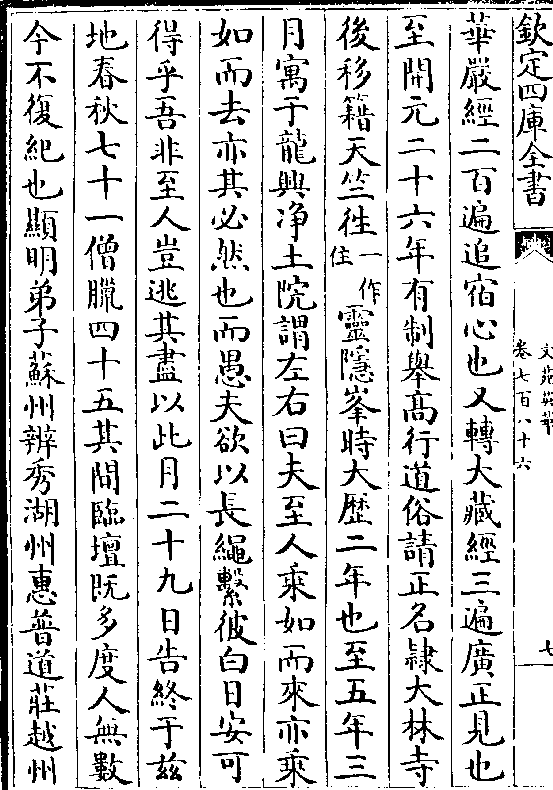 欽定四庫全書
文苑英華
卷七百八十六
七
華嚴經二百遍追宿心也又轉大藏經三遍廣正見也
至開元二十六年有制舉髙行道俗請正名隷大林寺
後移籍天竺徃一作住靈隱峯時大歴二年也至五年三
月寓于龍興净土院謂左右曰夫至人乘如而來亦乘
如而去亦其必然也而愚夫欲以長繩繫彼白日安可
得乎吾非至人豈逃其盡以此月二十九日告終于兹
地春秋七十一僧臘四十五其間臨壇既多度人無數
今不復紀也顯明弟子蘇州辨秀湖州惠普道莊越州